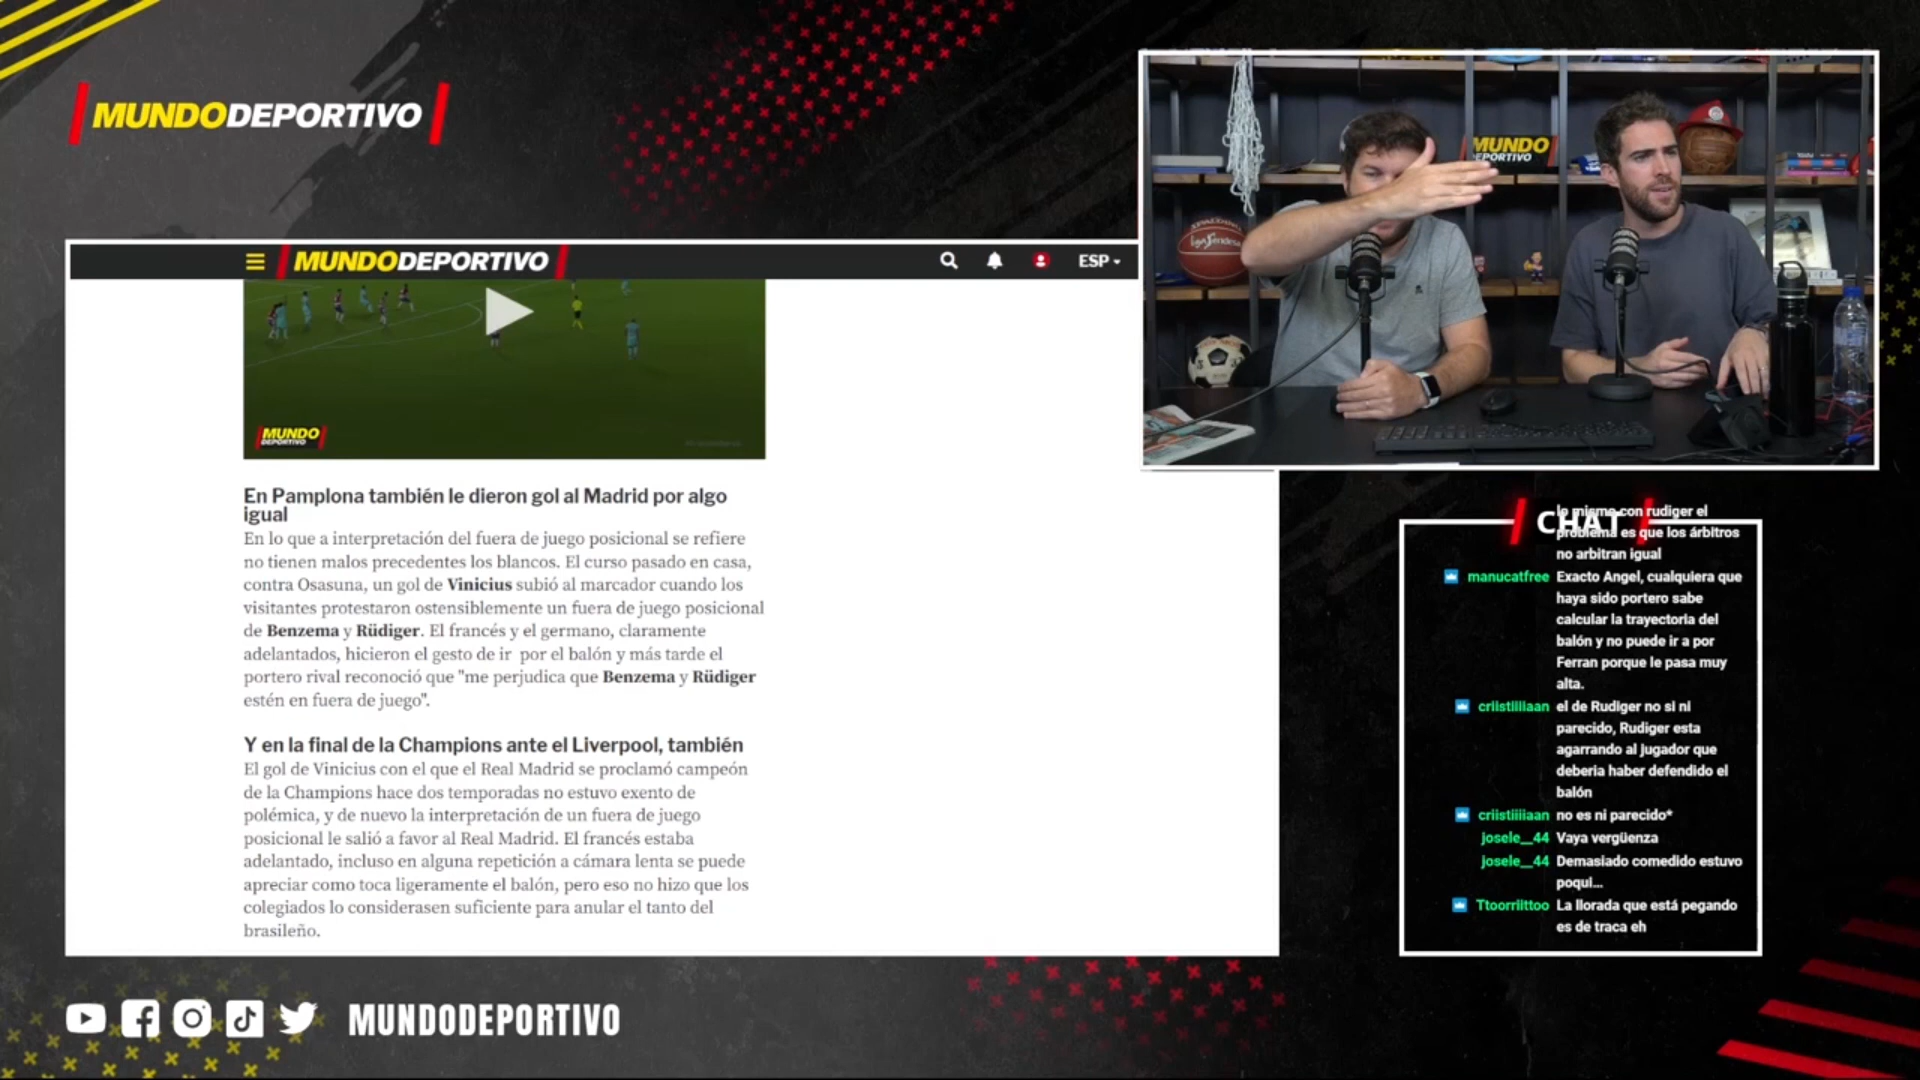 MUNDODEPORTIVO
MUNDODEPORTIVO
ESP
MUNDO
DEPORTIVO
En Pamplona también le dieron gol al Madrid por algo
igual
En lo que a interpretación del fuera de juego posicional se refiere
no tienen malos precedentes los blancos. El curso pasado en casa,
contra Osasuna, un gol de Vinicius subió al marcador cuando los
visitantes protestaron ostensiblemente un fuera de juego posicional
de Benzema y Rüdiger. El francés y el germano, claramente
adelantados, hicieron el gesto de ir por el balón y más tarde el
portero rival reconoció que "me perjudica que Benzema y Rüdiger
estén en fuera de juego".
Y en la final de la Champions ante el Liverpool, también
El gol de Vinicius con el que el Real Madrid se proclamó campeón
de la Champions hace dos temporadas no estuvo exento de
polémica, y de nuevo la interpretación de un fuera de juego
posicional le salió a favor al Real Madrid. El francés estaba
adelantado, incluso en alguna repetición a cámara lenta se puede
apreciar como toca ligeramente el balón, pero eso no hizo que los
colegiados lo considerasen suficiente para anular el tanto del
brasileño.
MUNDO
DEPORTIVO
CHAT
lo mismo con rudiger el
problema es que los árbitros
no arbitran igual
manucatfree Exacto Angel, cualquiera que
haya sido portero sabe
calcular la trayectoria del
balón y no puede ir a por
Ferran porque le pasa muy
alta.
criistiiiiaan el de Rudiger no si ni
parecido, Rudiger esta
agarrando al jugador que
deberia haber defendido el
balón
criistiiiiaan no es ni parecido*
josele__44 Vaya vergüenza
josele__44 Demasiado comedido estuvo
poqui...
Ttoorriittoo La llorada que está pegando
es de traca eh
MUNDODEPORTIVO